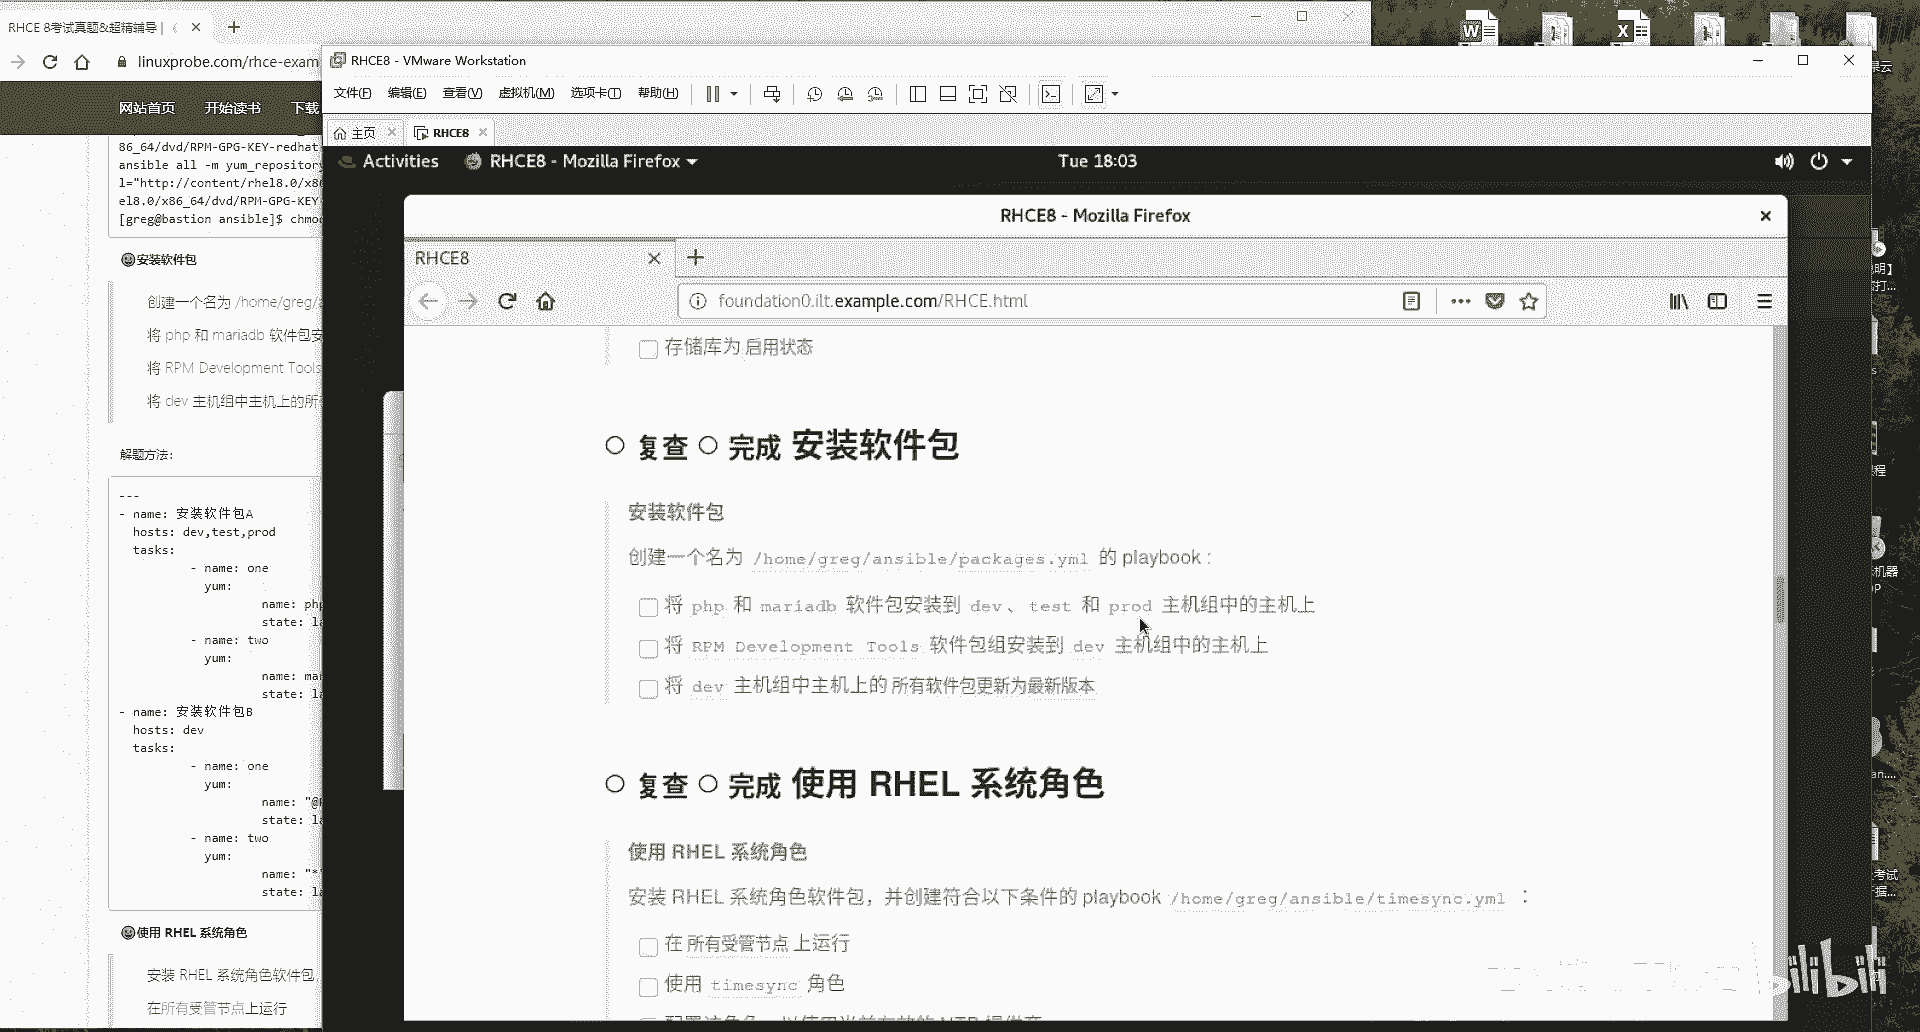 RHCE 8考试真题&超精辅导 |
linuxprobe.com/rhce-exam
网站首页 开始读书 下载
86_64/dvd/RPM-GPG-KEY-redhat
ansible all -m yum_repository
l="http://content/rhel8.0/x8
el8.0/x86_64/dvd/RPM-GPG-KEY-
[greg@bastion ansible]$ chmo
安装软件包
创建一个名为 /home/greg/a
将 php 和 mariadb 软件包安
将 RPM Development Tools
将 dev 主机组中主机上的所
解题方法:
---
- name: 安装软件包A
hosts: dev,test,prod
tasks:
- name: one
yum:
name: php
state: la
- name: two
yum:
name: mar
state: la
- name: 安装软件包B
hosts: dev
tasks:
- name: one
yum:
name: "@
state: la
- name: two
yum:
name: "*
state: la
使用 RHEL 系统角色
安装 RHEL 系统角色软件包,
在所有受管节点上运行
RHCE8 - VMware Workstation
文件(F) 编辑(E) 查看(V) 虚拟机(M) 选项卡(T) 帮助(H)
主页 RHCE8
Activities RHCE8 - Mozilla Firefox Tue 18:03
RHCE8 - Mozilla Firefox
RHCE8
foundation0.ilt.example.com/RHCE.html
存储库为 启用状态
复查 完成 安装软件包
安装软件包
创建一个名为 /home/greg/ansible/packages.yml 的 playbook :
将 php 和 mariadb 软件包安装到 dev 、 test 和 prod 主机组中的主机上
将 RPM Development Tools 软件包组安装到 dev 主机组中的主机上
将 dev 主机组中主机上的 所有软件包更新为最新版本
复查 完成 使用 RHEL 系统角色
使用 RHEL 系统角色
安装 RHEL 系统角色软件包，并创建符合以下条件的 playbook /home/greg/ansible/timesync.yml ：
在 所有受管节点 上运行
使用 timesync 角色
bilibili